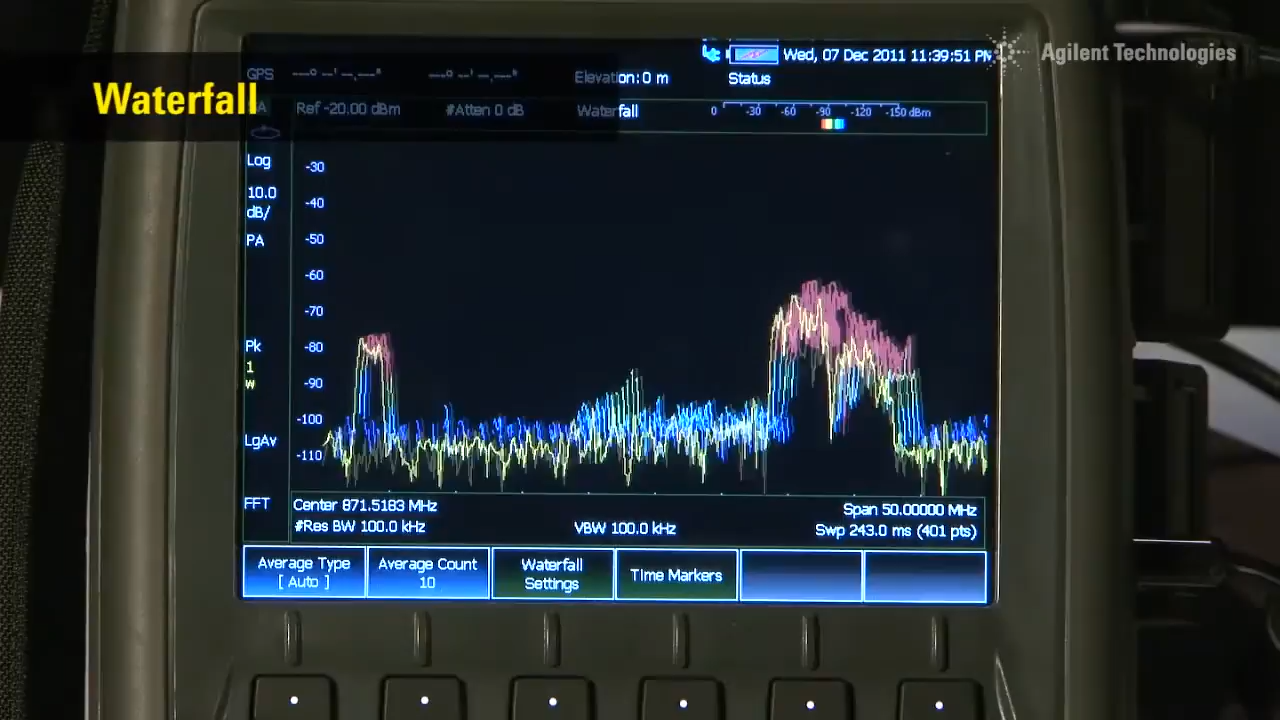 Waterfall
Agilent Technologies
Wed, 07 Dec 2011 11:39:51 PM
GPS
Elevation: 0 m
Status
Ref -20.00 dBm
#Atten 0 dB
Waterfall
0 -30 -60 -90 -120 -150 dBm
Log
10.0
dB/
PA
Pk
1
W
LgAv
FFT
-30
-40
-50
-60
-70
-80
-90
-100
-110
Center 871.5183 MHz
Span 50.00000 MHz
#Res BW 100.0 kHz
VBW 100.0 kHz
Swp 243.0 ms (401 pts)
Average Type
[ Auto ]
Average Count
10
Waterfall
Settings
Time Markers